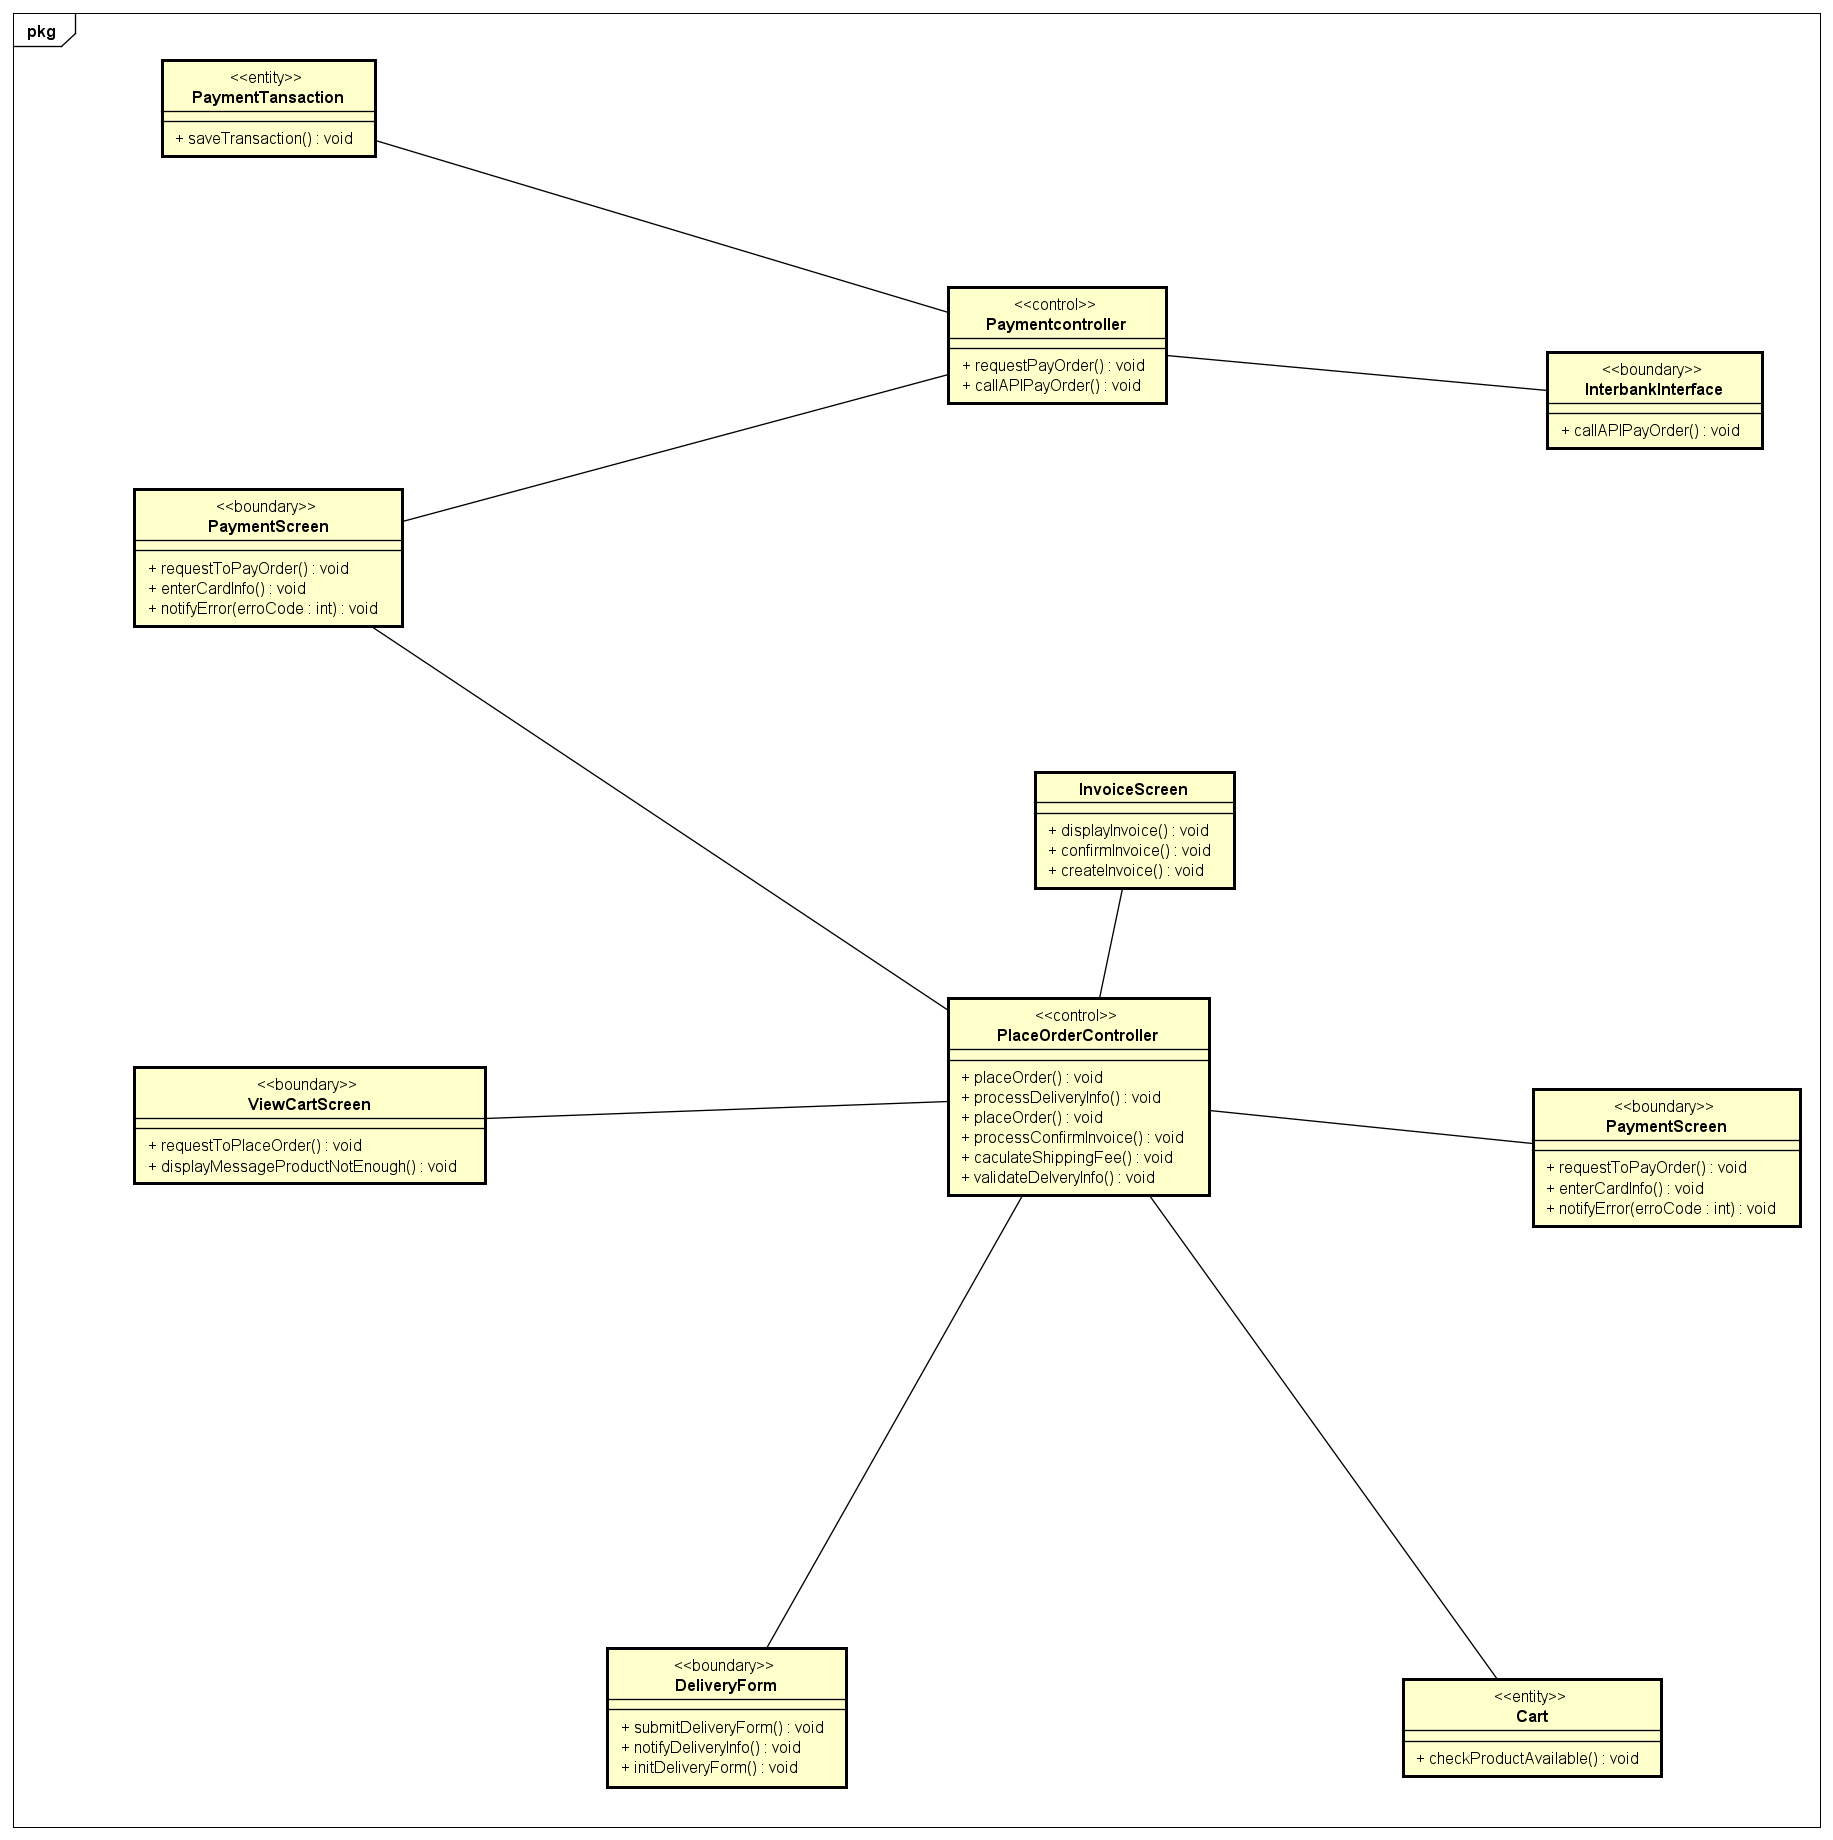 pkg
<<entity>>
PaymentTansaction
+ saveTransaction() : void
<<control>>
Paymentcontroller
+ requestPayOrder() : void
+ callAPIPayOrder() : void
<<boundary>>
InterbankInterface
+ callAPIPayOrder() : void
<<boundary>>
PaymentScreen
+ requestToPayOrder() : void
+ enterCardInfo() : void
+ notifyError(erroCode : int) : void
InvoiceScreen
+ displayInvoice() : void
+ confirmInvoice() : void
+ createInvoice() : void
<<control>>
PlaceOrderController
+ placeOrder() : void
+ processDeliveryInfo() : void
+ placeOrder() : void
+ processConfirmInvoice() : void
+ caculateShippingFee() : void
+ validateDelveryInfo() : void
<<boundary>>
ViewCartScreen
+ requestToPlaceOrder() : void
+ displayMessageProductNotEnough() : void
<<boundary>>
PaymentScreen
+ requestToPayOrder() : void
+ enterCardInfo() : void
+ notifyError(erroCode : int) : void
<<boundary>>
DeliveryForm
+ submitDeliveryForm() : void
+ notifyDeliveryInfo() : void
+ initDeliveryForm() : void
<<entity>>
Cart
+ checkProductAvailable() : void